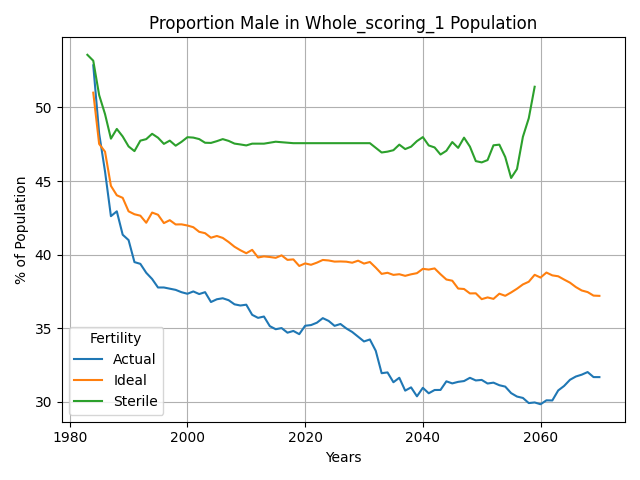 Proportion Male in Whole_scoring_1 Population
% of Population
50
45
40
35
30
Fertility
Actual
Ideal
Sterile
1980
2000
2020
2040
2060
Years